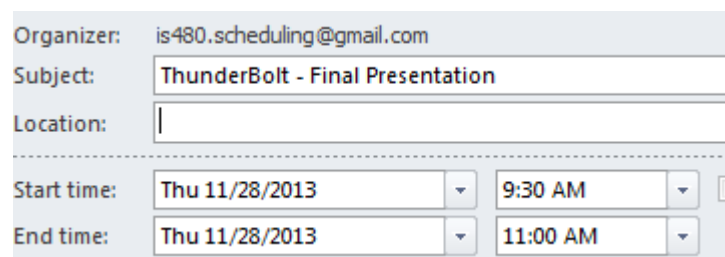 Organizer: is480.scheduling@gmail.com
Subject: ThunderBolt - Final Presentation
Location:
Start time: Thu 11/28/2013 9:30 AM
End time: Thu 11/28/2013 11:00 AM